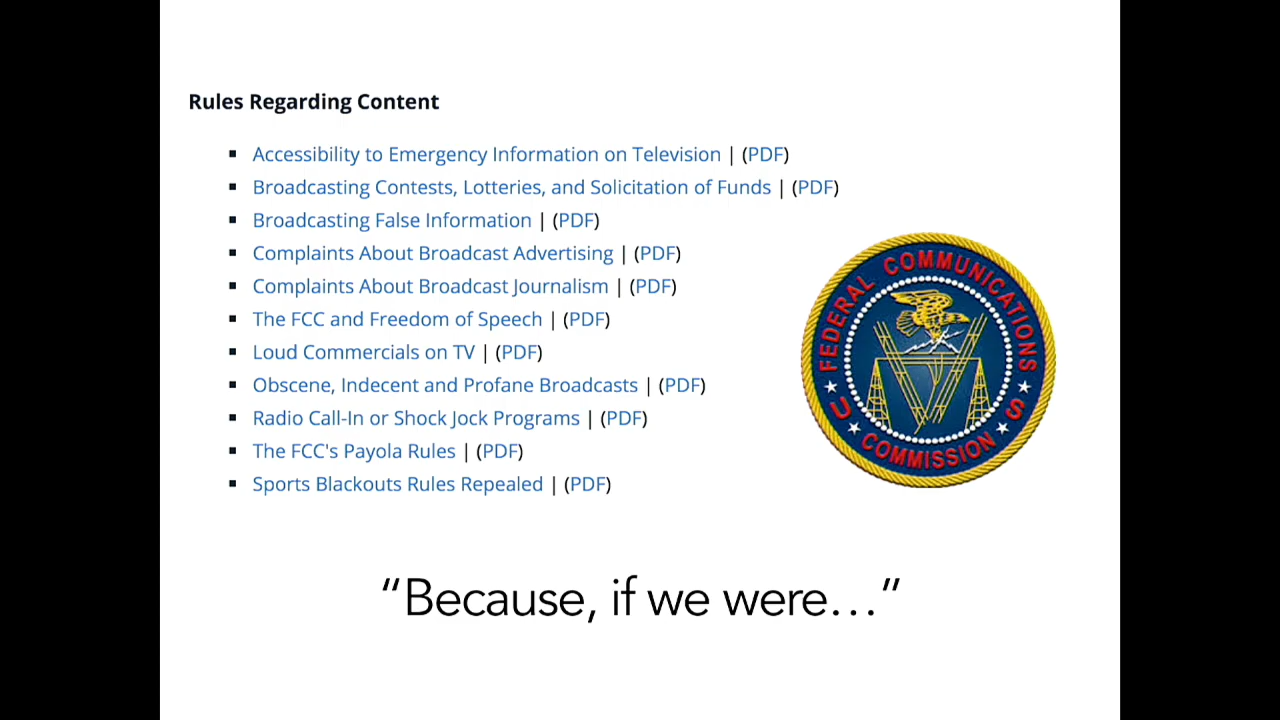 Rules Regarding Content
▪ Accessibility to Emergency Information on Television | (PDF)
▪ Broadcasting Contests, Lotteries, and Solicitation of Funds | (PDF)
▪ Broadcasting False Information | (PDF)
▪ Complaints About Broadcast Advertising | (PDF)
▪ Complaints About Broadcast Journalism | (PDF)
▪ The FCC and Freedom of Speech | (PDF)
▪ Loud Commercials on TV | (PDF)
▪ Obscene, Indecent and Profane Broadcasts | (PDF)
▪ Radio Call-In or Shock Jock Programs | (PDF)
▪ The FCC's Payola Rules | (PDF)
▪ Sports Blackouts Rules Repealed | (PDF)
FEDERAL COMMUNICATIONS
COMMISSION
U S
“Because, if we were…”